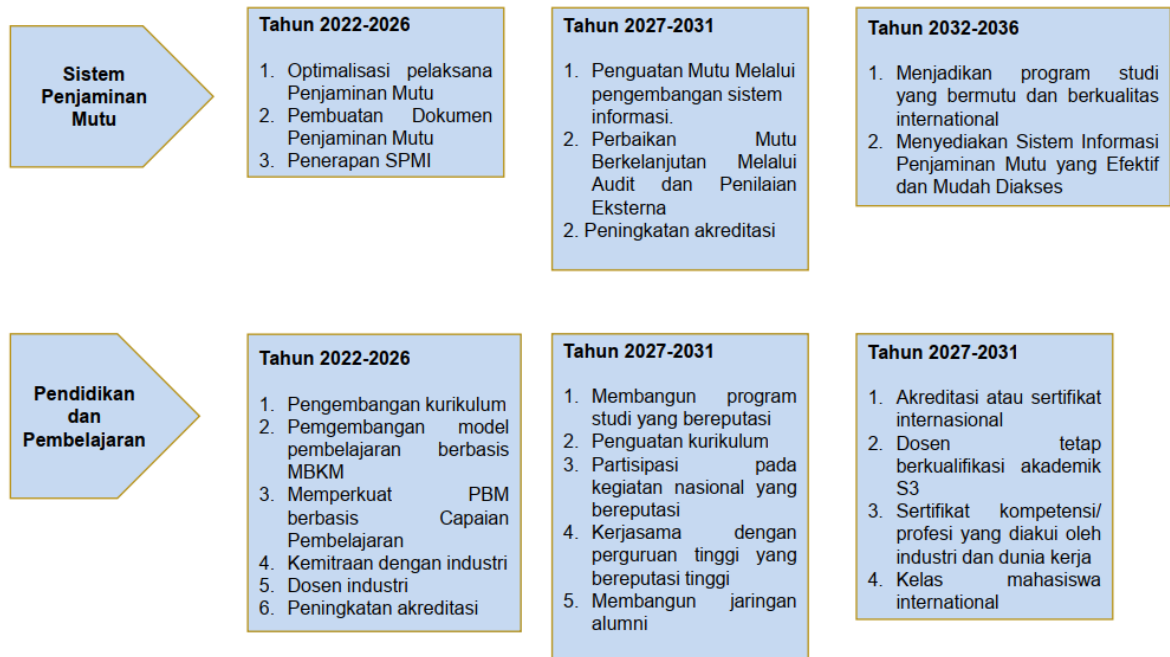 Sistem
Penjaminan
Mutu
Tahun 2022-2026
1. Optimalisasi pelaksana
Penjaminan Mutu
2. Pembuatan Dokumen
Penjaminan Mutu
3. Penerapan SPMI
Tahun 2027-2031
1. Penguatan Mutu Melalui
pengembangan sistem
informasi.
2. Perbaikan Mutu
Berkelanjutan Melalui
Audit dan Penilaian
Eksterna
2. Peningkatan akreditasi
Tahun 2032-2036
1. Menjadikan program studi
yang bermutu dan berkualitas
international
2. Menyediakan Sistem Informasi
Penjaminan Mutu yang Efektif
dan Mudah Diakses
Pendidikan
dan
Pembelajaran
Tahun 2022-2026
1. Pengembangan kurikulum
2. Pemgembangan model
pembelajaran berbasis
MBKM
3. Memperkuat PBM
berbasis Capaian
Pembelajaran
4. Kemitraan dengan industri
5. Dosen industri
6. Peningkatan akreditasi
Tahun 2027-2031
1. Membangun program
studi yang bereputasi
2. Penguatan kurikulum
3. Partisipasi pada
kegiatan nasional yang
bereputasi
4. Kerjasama dengan
perguruan tinggi yang
bereputasi tinggi
5. Membangun jaringan
alumni
Tahun 2027-2031
1. Akreditasi atau sertifikat
internasional
2. Dosen tetap
berkualifikasi akademik
S3
3. Sertifikat kompetensi/
profesi yang diakui oleh
industri dan dunia kerja
4. Kelas mahasiswa
international